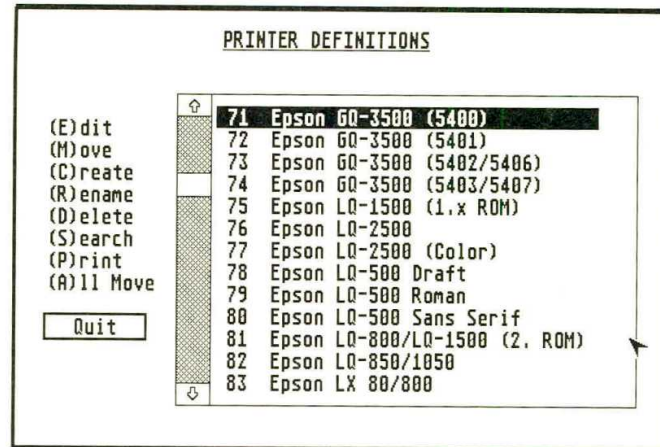 PRINTER DEFINITIONS
(E)dit
(M)ove
(C)reate
(R)ename
(D)elete
(S)earch
(P)rint
(A)ll Move
Quit
71 Epson GQ-3500 (5400)
72 Epson GQ-3500 (5401)
73 Epson GQ-3500 (5402/5406)
74 Epson GQ-3500 (5403/5407)
75 Epson LQ-1500 (1.x ROM)
76 Epson LQ-2500
77 Epson LQ-2500 (Color)
78 Epson LQ-500 Draft
79 Epson LQ-500 Roman
80 Epson LQ-500 Sans Serif
81 Epson LQ-800/LQ-1500 (2. ROM)
82 Epson LQ-850/1050
83 Epson LX 80/800